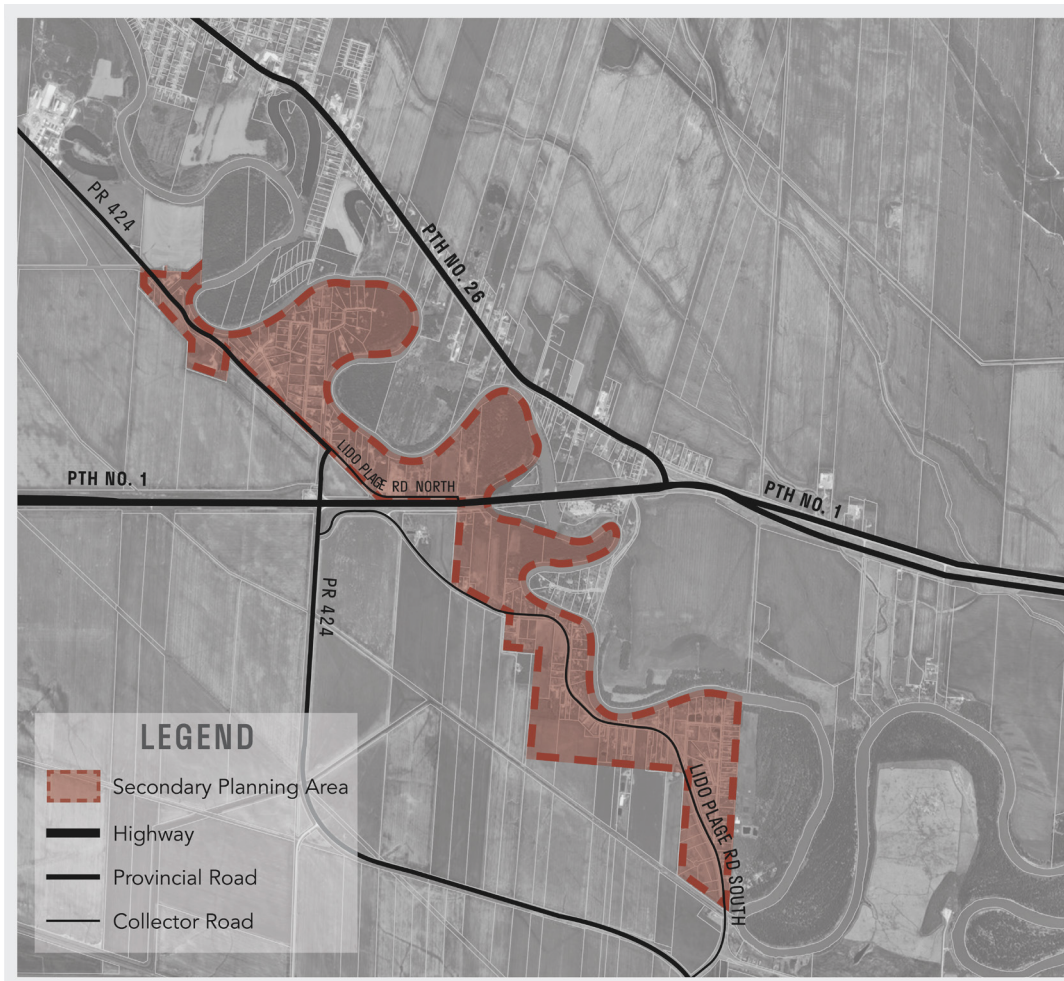 PR 424
PTH NO. 26
PTH NO. 1
LIDO PLAGE RD NORTH
PTH NO. 1
PR 424
LIDO PLAGE RD SOUTH
LEGEND
Secondary Planning Area
Highway
Provincial Road
Collector Road